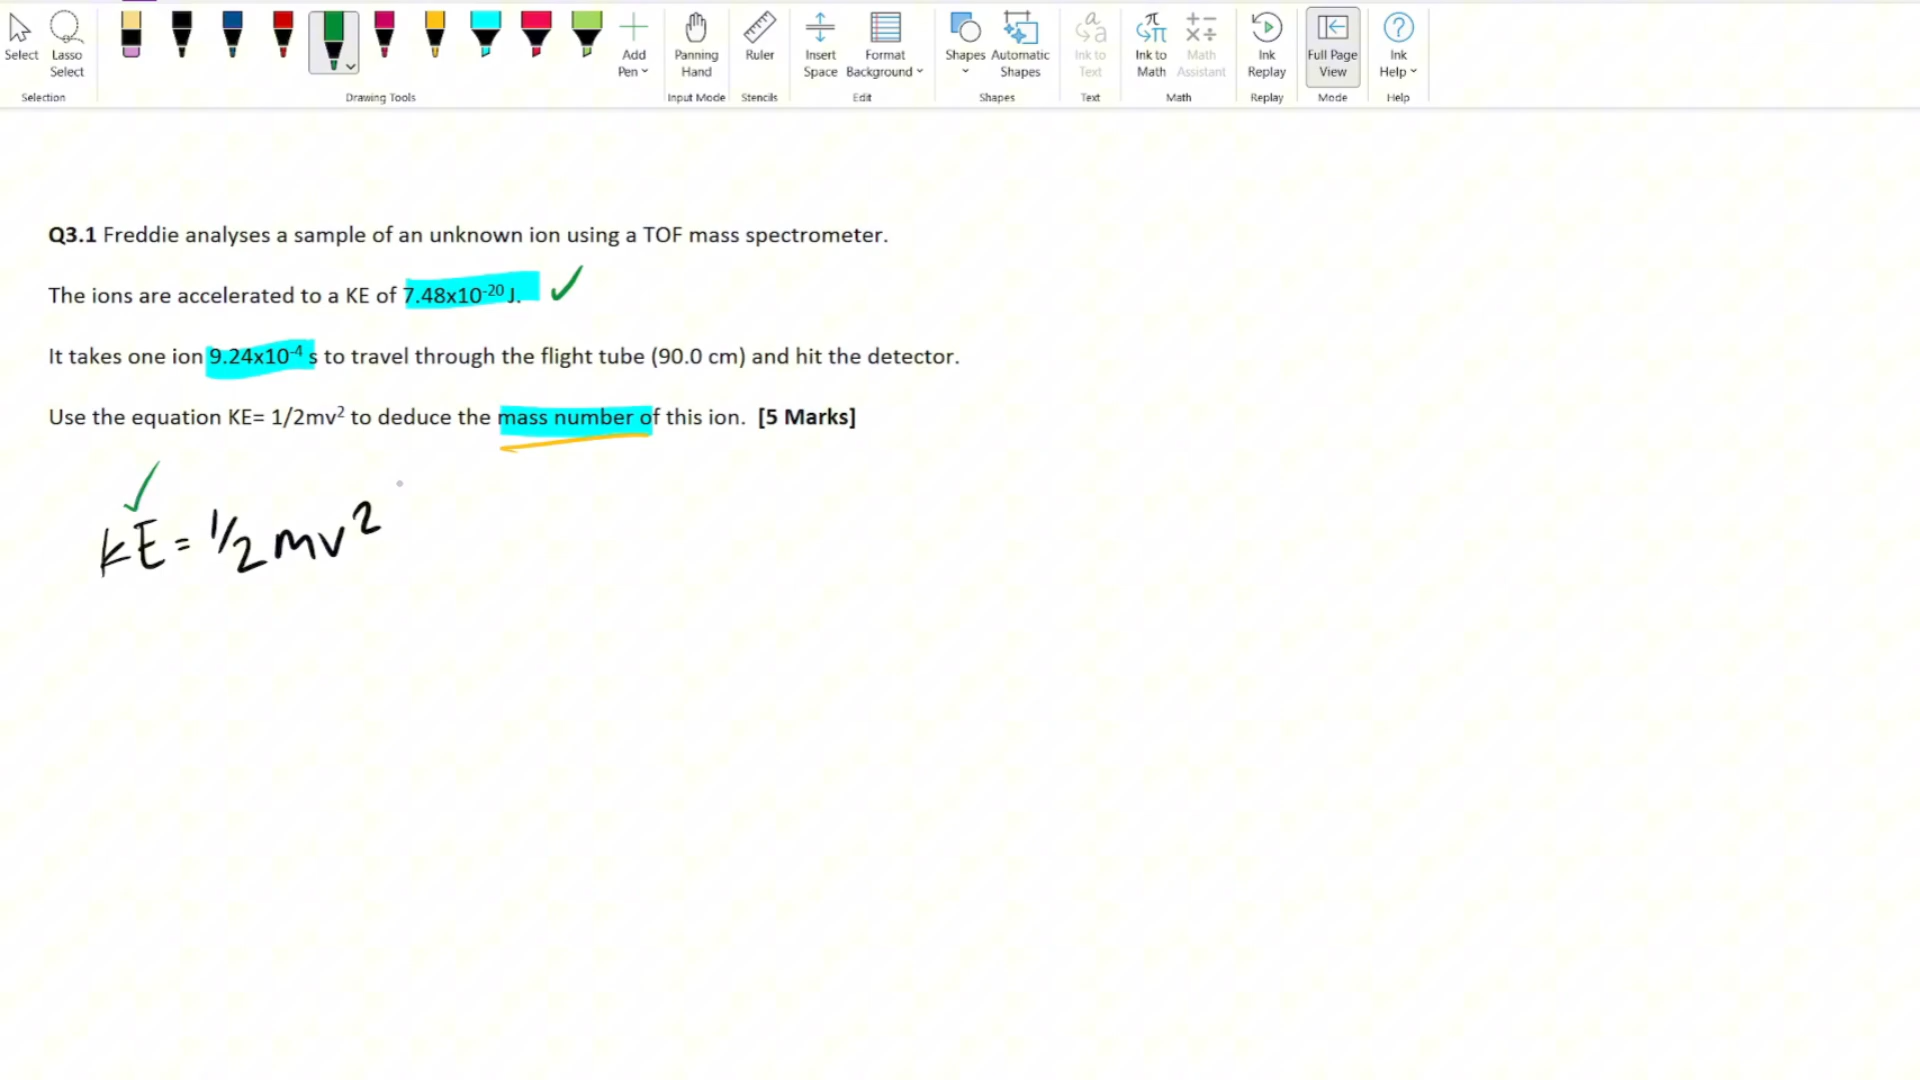 Select Lasso Select Add Pen Panning Hand Ruler Insert Space Format Background Shapes Automatic Shapes Ink to Text Ink to Math Math Assistant Ink Replay Full Page View Ink Help
Selection Drawing Tools Input Mode Stencils Edit Shapes Text Math Replay Mode Help
Q3.1 Freddie analyses a sample of an unknown ion using a TOF mass spectrometer.
The ions are accelerated to a KE of 7.48x10⁻²⁰ J.
It takes one ion 9.24x10⁻⁴ s to travel through the flight tube (90.0 cm) and hit the detector.
Use the equation KE= 1/2mv² to deduce the mass number of this ion. [5 Marks]
KE = 1/2 mv²